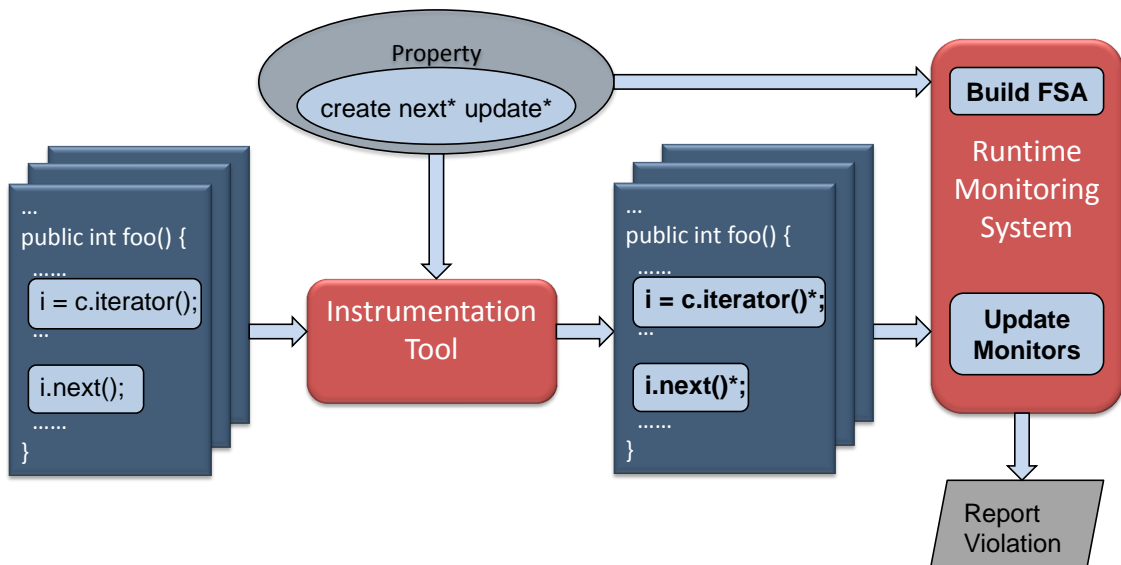 Property
create next* update*
Build FSA
Runtime
Monitoring
System
Update
Monitors
...
public int foo() {
......
i = c.iterator();
...
i.next();
......
}
Instrumentation
Tool
...
public int foo() {
......
i = c.iterator()*;
...
i.next()*;
......
}
Report
Violation